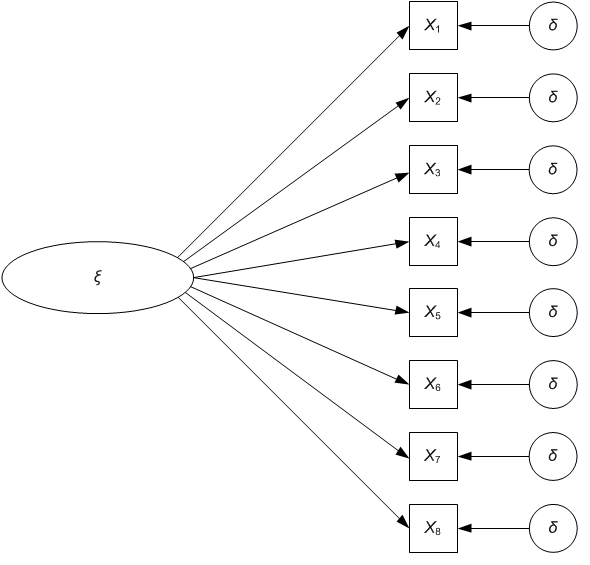 X₁ δ
X₂ δ
X₃ δ
X₄ δ
ξ
X₅ δ
X₆ δ
X₇ δ
X₈ δ